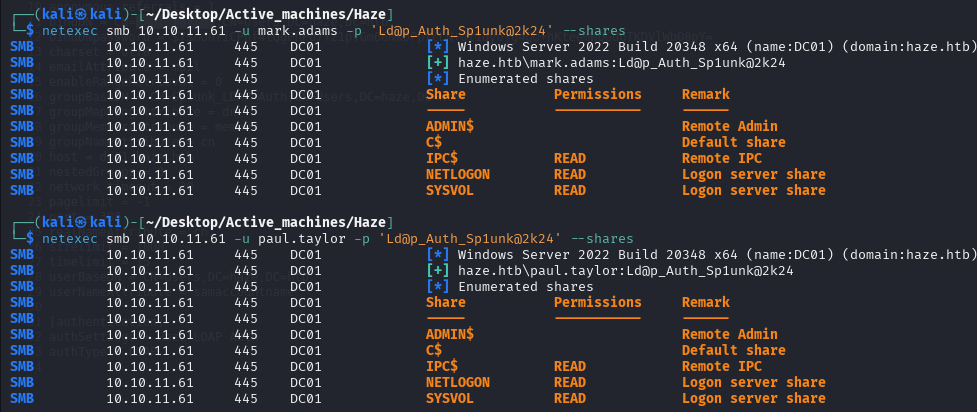 ┌──(kali㉿kali)-[~/Desktop/Active_machines/Haze]
└─$ netexec smb 10.10.11.61 -u mark.adams -p 'Ld@p_Auth_Sp1unk@2k24' --shares
SMB 10.10.11.61 445 DC01 [*] Windows Server 2022 Build 20348 x64 (name:DC01) (domain:haze.htb)
SMB 10.10.11.61 445 DC01 [+] haze.htb\mark.adams:Ld@p_Auth_Sp1unk@2k24
SMB 10.10.11.61 445 DC01 [*] Enumerated shares
SMB 10.10.11.61 445 DC01 Share Permissions Remark
SMB 10.10.11.61 445 DC01 ----- ----------- ------
SMB 10.10.11.61 445 DC01 ADMIN$ Remote Admin
SMB 10.10.11.61 445 DC01 C$ Default share
SMB 10.10.11.61 445 DC01 IPC$ READ Remote IPC
SMB 10.10.11.61 445 DC01 NETLOGON READ Logon server share
SMB 10.10.11.61 445 DC01 SYSVOL READ Logon server share
┌──(kali㉿kali)-[~/Desktop/Active_machines/Haze]
└─$ netexec smb 10.10.11.61 -u paul.taylor -p 'Ld@p_Auth_Sp1unk@2k24' --shares
SMB 10.10.11.61 445 DC01 [*] Windows Server 2022 Build 20348 x64 (name:DC01) (domain:haze.htb)
SMB 10.10.11.61 445 DC01 [+] haze.htb\paul.taylor:Ld@p_Auth_Sp1unk@2k24
SMB 10.10.11.61 445 DC01 [*] Enumerated shares
SMB 10.10.11.61 445 DC01 Share Permissions Remark
SMB 10.10.11.61 445 DC01 ----- ----------- ------
SMB 10.10.11.61 445 DC01 ADMIN$ Remote Admin
SMB 10.10.11.61 445 DC01 C$ Default share
SMB 10.10.11.61 445 DC01 IPC$ READ Remote IPC
SMB 10.10.11.61 445 DC01 NETLOGON READ Logon server share
SMB 10.10.11.61 445 DC01 SYSVOL READ Logon server share